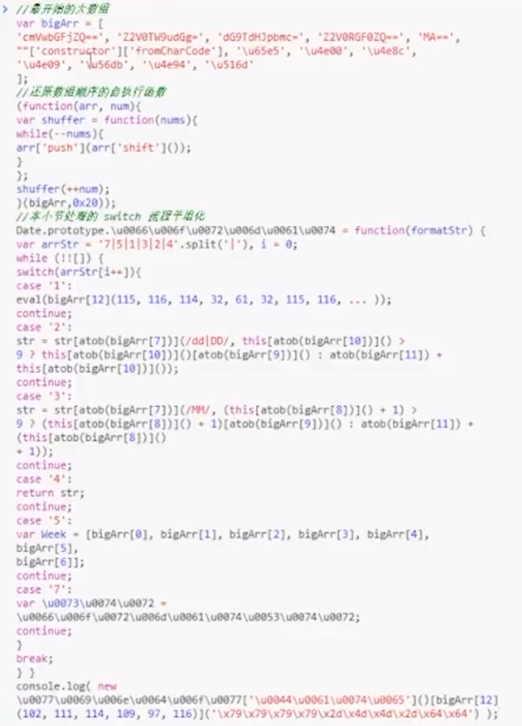 //最开始的大数组
var bigArr = [
'cmVwbGFjZQ==', 'Z2V0TW9udGg=', 'dG9TdHJpbmc=', 'Z2V0RGF0ZQ==', 'MA==',
""['constructor']['fromCharCode'], '\u65e5', '\u4e00', '\u4e8c',
'\u4e09', '\u56db', '\u4e94', '\u516d'
];
//还原数组顺序的自执行函数
(function(arr, num){
var shuffer = function(nums){
while(--nums){
arr['push'](arr['shift']());
}
};
shuffer(++num);
}(bigArr,0x20));
//本小节处理的 switch 流程平坦化
Date.prototype.\u0066\u006f\u0072\u006d\u0061\u0074 = function(formatStr) {
var arrStr = '7|5|1|3|2|4'.split('|'), i = 0;
while (!![]) {
switch(arrStr[i++]){
case '1':
eval(bigArr[12](115, 116, 114, 32, 61, 32, 115, 116, ... ));
continue;
case '2':
str = str[atob(bigArr[7])](/dd|DD/, this[atob(bigArr[10])]() >
9 ? this[atob(bigArr[10])]()[atob(bigArr[9])]() : atob(bigArr[11]) +
this[atob(bigArr[10])]());
continue;
case '3':
str = str[atob(bigArr[7])](/MM/, (this[atob(bigArr[8])]() + 1) >
9 ? (this[atob(bigArr[8])]() + 1)[atob(bigArr[9])]() : atob(bigArr[11]) +
(this[atob(bigArr[8])]()
+ 1));
continue;
case '4':
return str;
continue;
case '5':
var Week = [bigArr[0], bigArr[1], bigArr[2], bigArr[3], bigArr[4],
bigArr[5],
bigArr[6]];
continue;
case '7':
var \u0073\u0074\u0072 =
\u0066\u006f\u0072\u006d\u0061\u0074\u0053\u0074\u0072;
continue;
}
break;
} }
console.log( new
\u0077\u0069\u006e\u0064\u006f\u0077['\u0044\u0061\u0074\u0065']()[bigArr[12]
(102, 111, 114, 109, 97, 116)]('\x79\x79\x79\x79\x2d\x4d\x4d\x2d\x64\x64') );